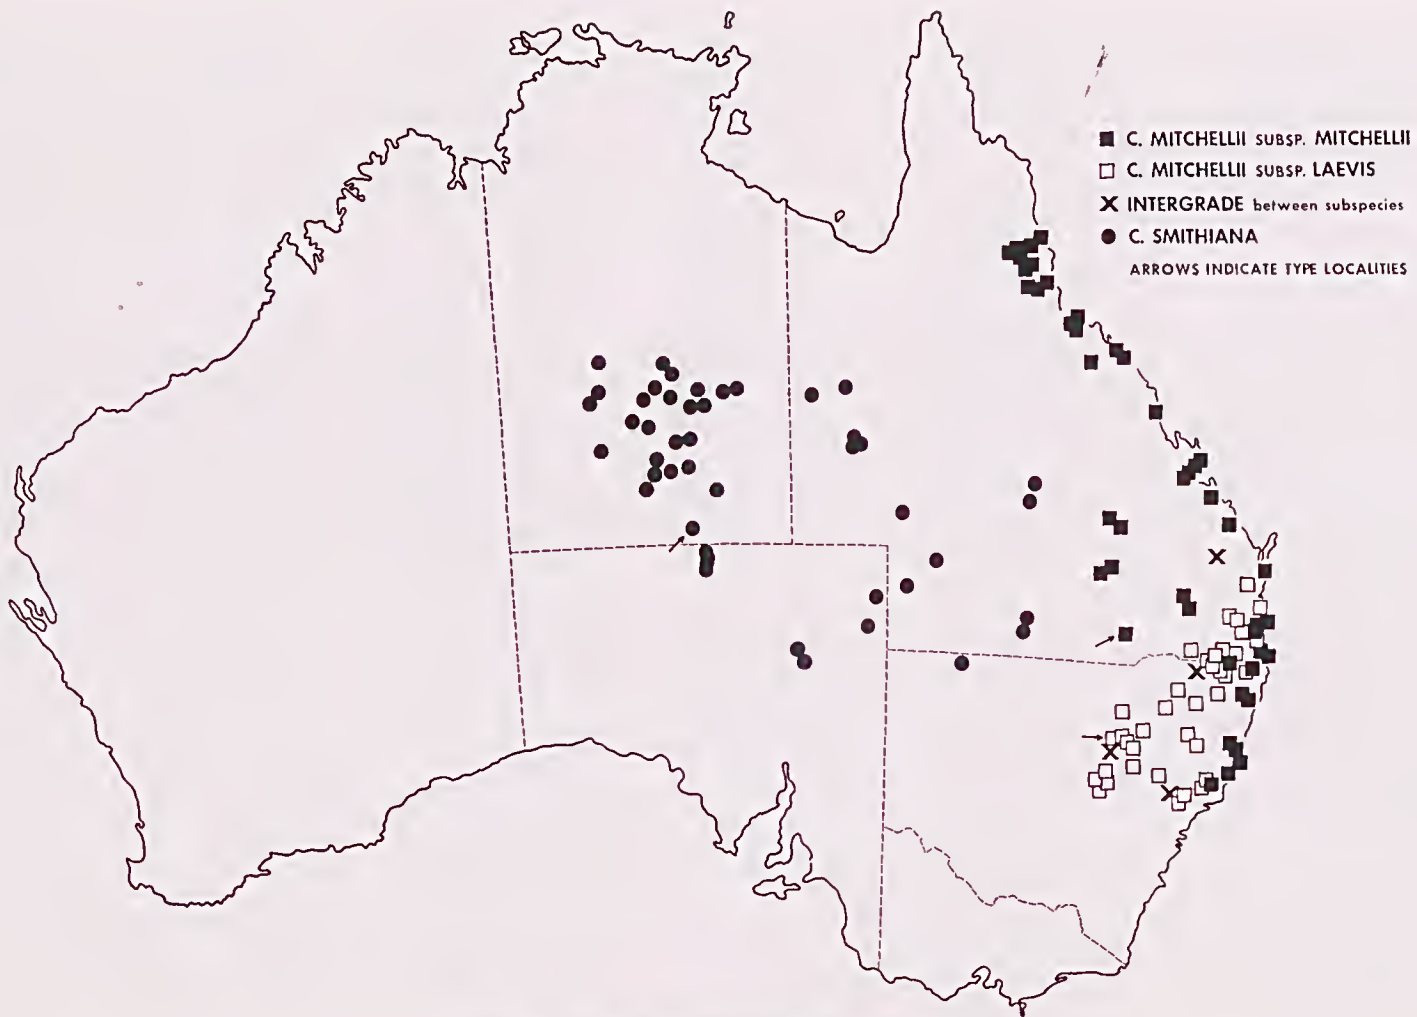 C. MITCHELLII SUBSP. MITCHELLII
C. MITCHELLII SUBSP. LAEVIS
INTERGRADE between subspecies
C. SMITHIANA
ARROWS INDICATE TYPE LOCALITIES